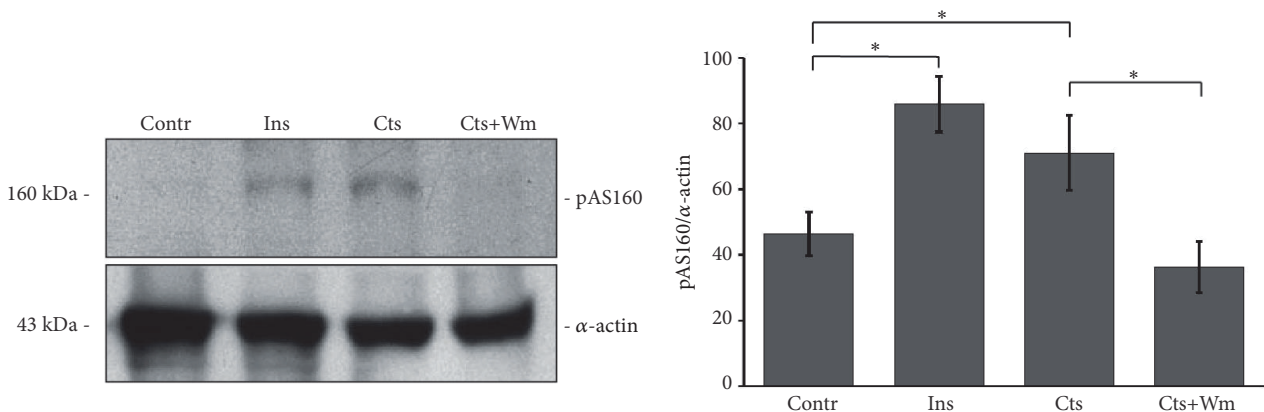 Contr Ins Cts Cts+Wm
160 kDa - - pAS160
43 kDa - - α-actin
pAS160/α-actin
100
80
60
40
20
0
* 
*
*
Contr Ins Cts Cts+Wm